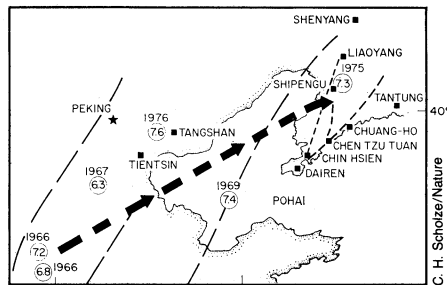 SHENYANG
LIAOYANG
1975
7.3
SHIPENGU
TANTUNG
40°
PEKING
1976
7.6
TANGSHAN
CHUANG-HO
CHEN TZU TUAN
TIENTSIN
CHIN HSIEN
DAIREN
1967
6.3
1969
7.4
POHAI
1966
7.2
6.8
1966
C. H. Scholze/Nature